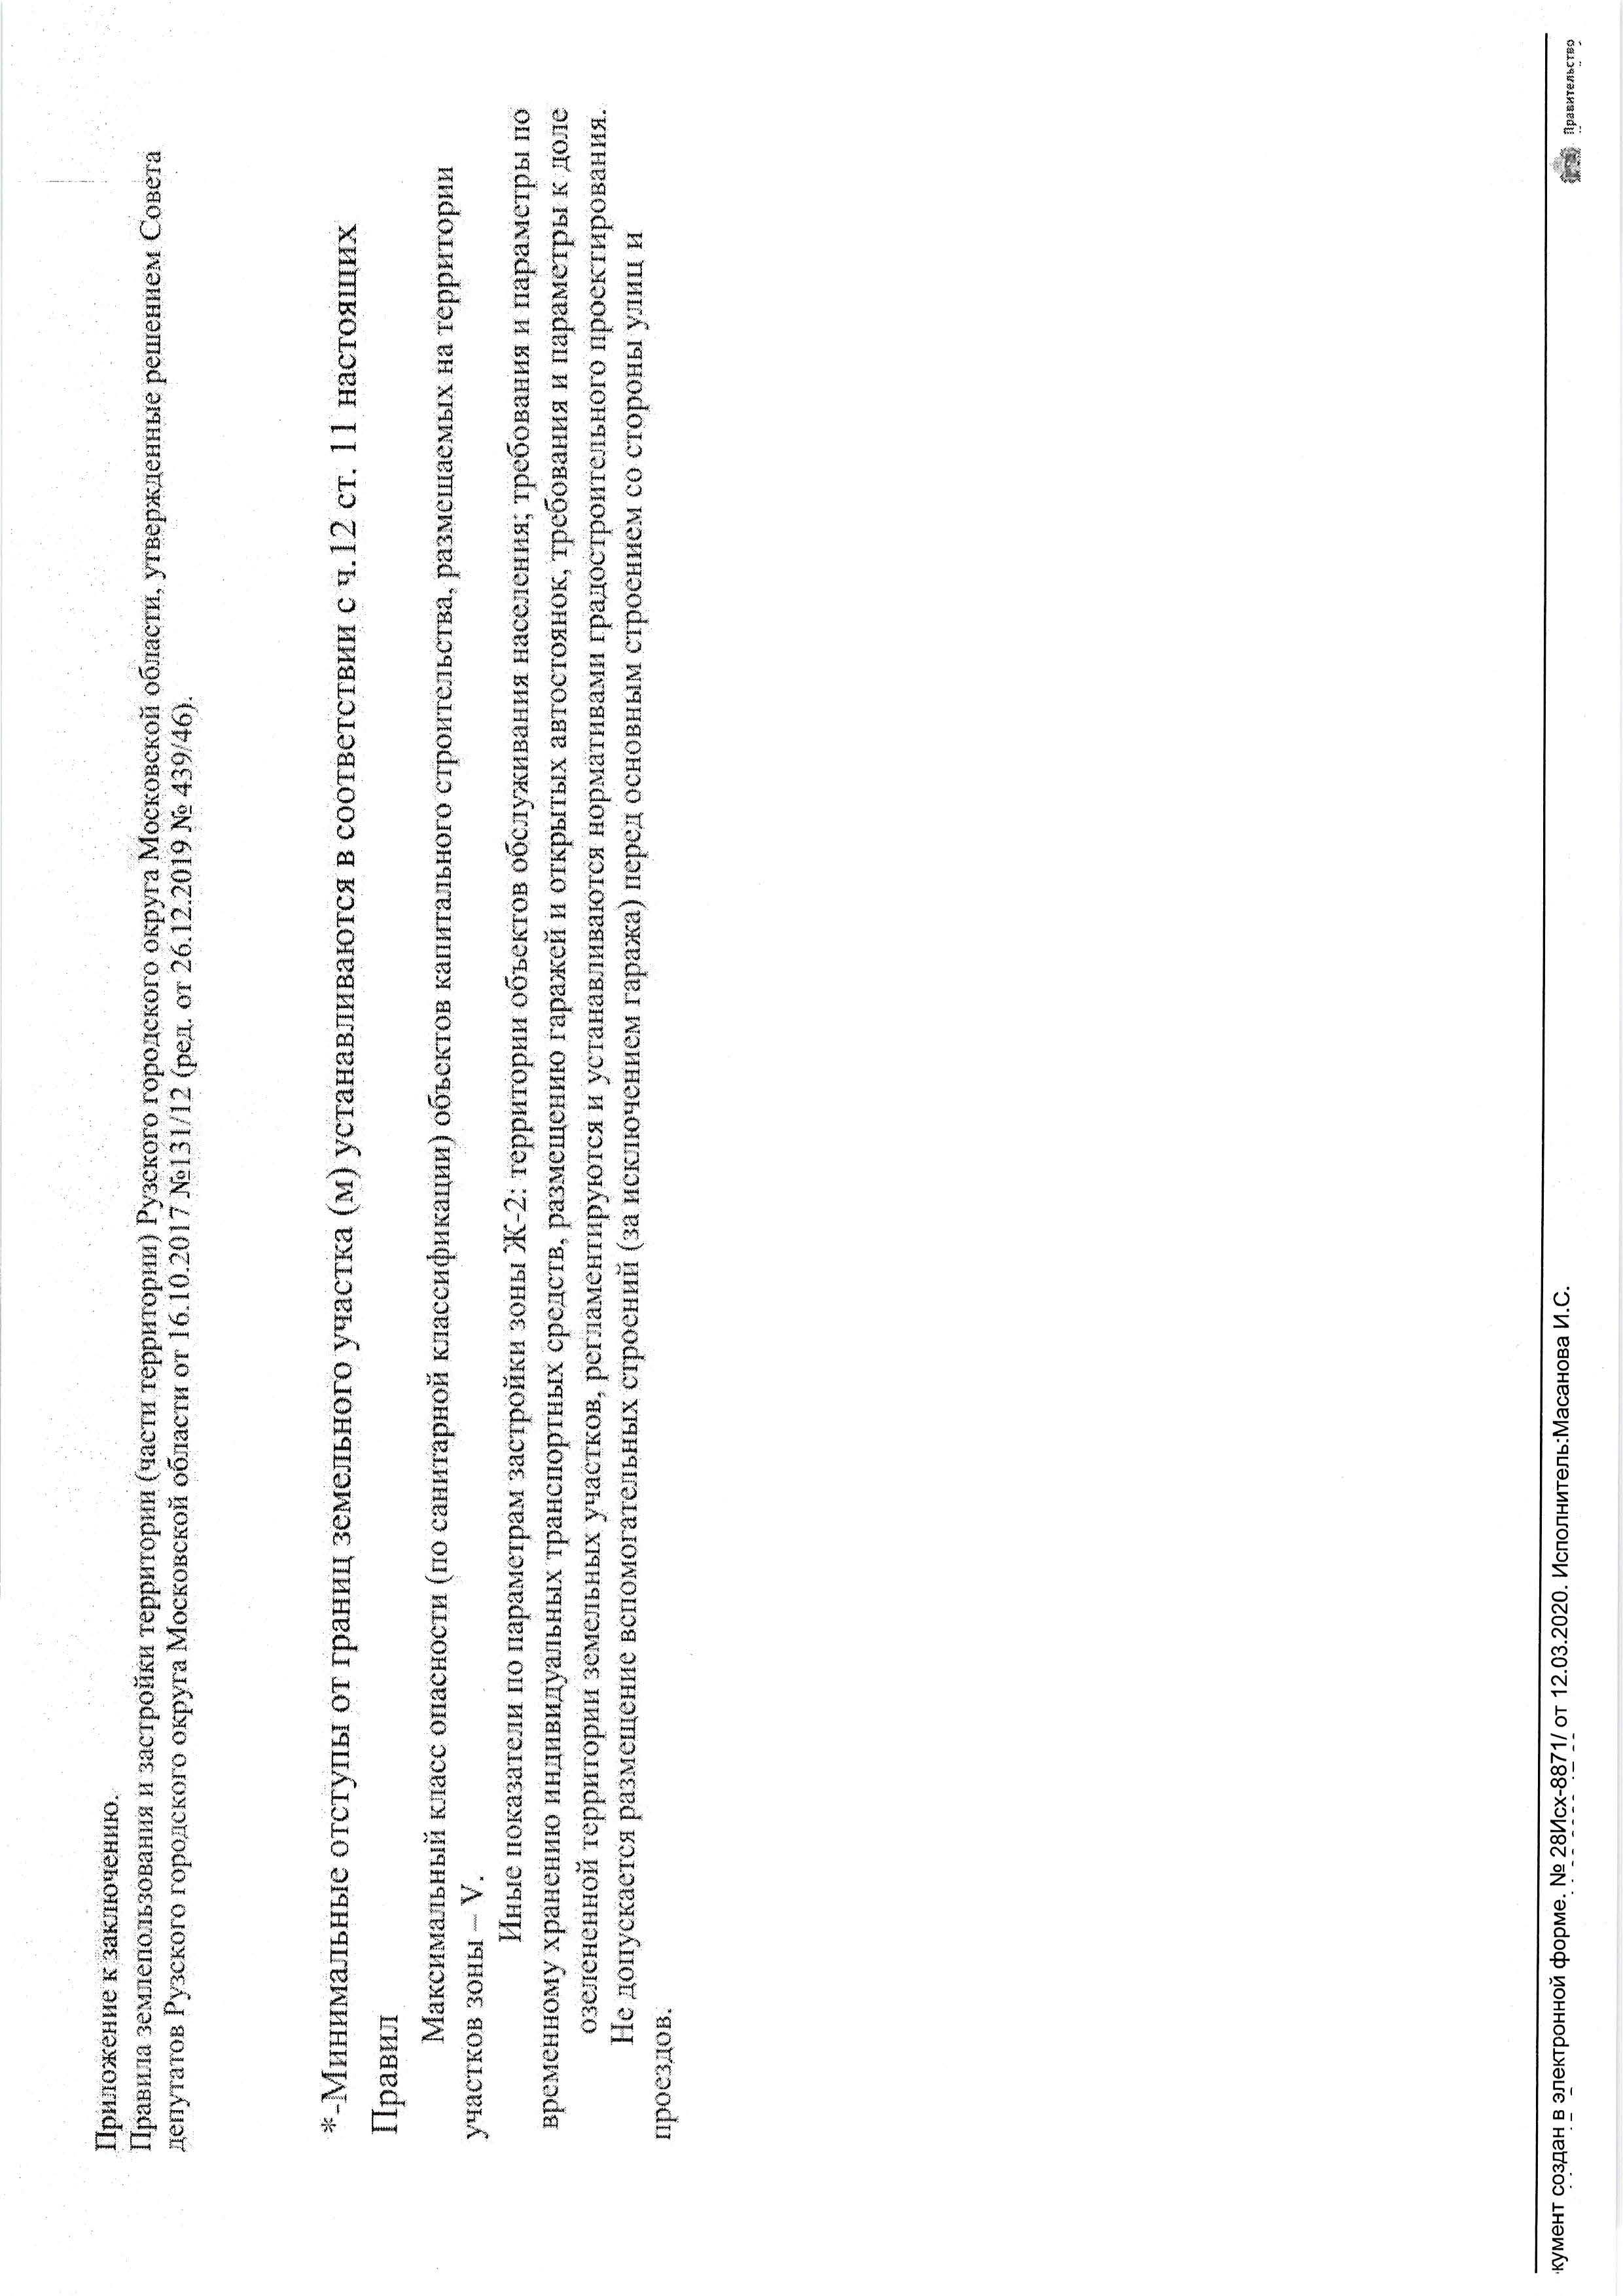 Приложение к заключению.
Правила землепользования и застройки территории (части территории) Рузского городского округа Московской области, утвержденные решением Совета
депутатов Рузского городского округа Московской области от 16.10.2017 №131/12 (ред. от 26.12.2019 № 439/46).
*-Минимальные отступы от границ земельного участка (м) устанавливаются в соответствии с ч.12 ст. 11 настоящих
Правил
Максимальный класс опасности (по санитарной классификации) объектов капитального строительства, размещаемых на территории
участков зоны – V.
Иные показатели по параметрам застройки зоны Ж-2: территории объектов обслуживания населения; требования и параметры по
временному хранению индивидуальных транспортных средств, размещению гаражей и открытых автостоянок, требования и параметры к доле
озелененной территории земельных участков, регламентируются и устанавливаются нормативами градостроительного проектирования.
Не допускается размещение вспомогательных строений (за исключением гаража) перед основным строением со стороны улиц и
проездов.
кумент создан в электронной форме. № 28Исх-8871/ от 12.03.2020. Исполнитель:Масанова И.С.
Правительство